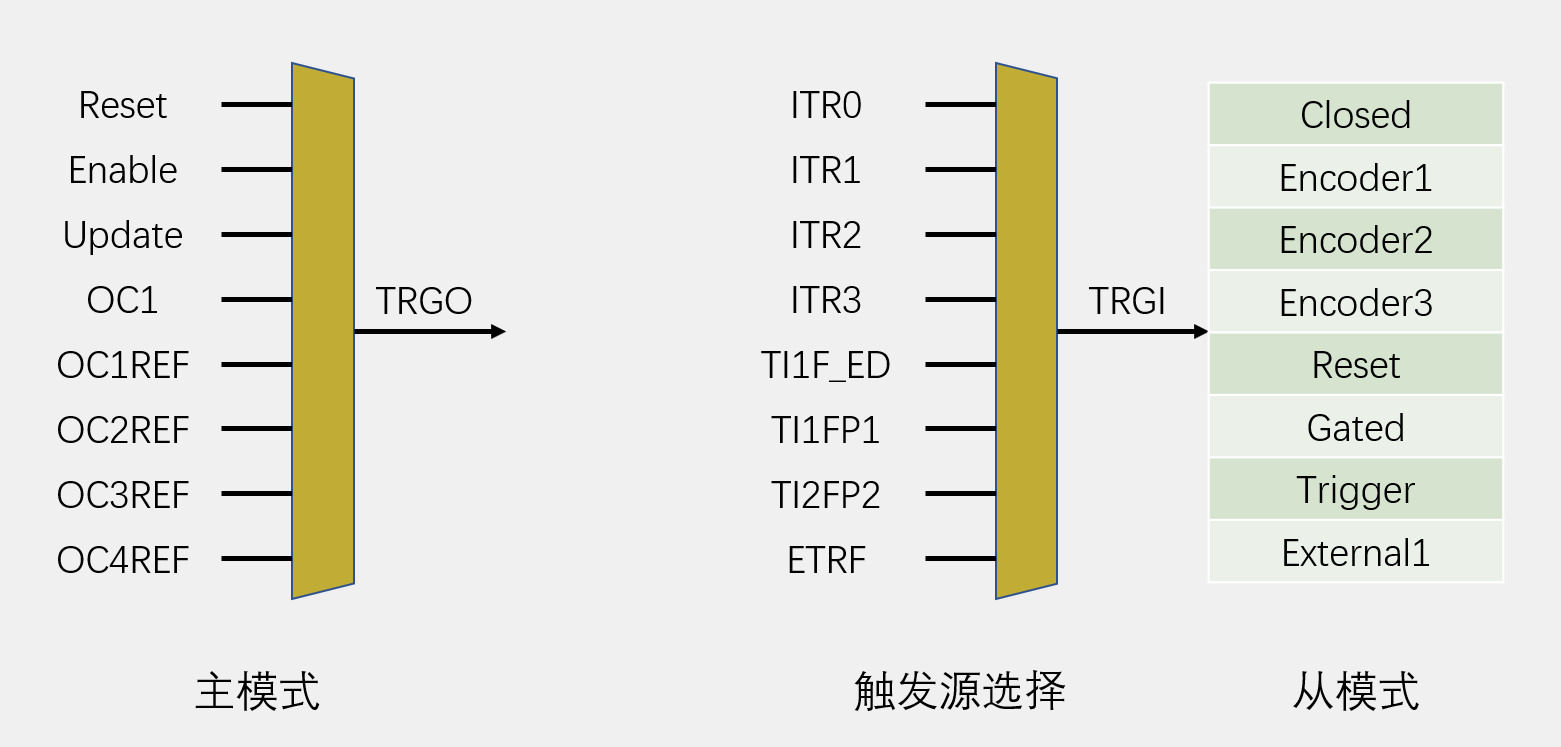 Reset
Enable
Update
OC1
OC1REF
OC2REF
OC3REF
OC4REF
TRGO
主模式
ITR0
ITR1
ITR2
ITR3
TI1F_ED
TI1FP1
TI2FP2
ETRF
TRGI
触发源选择
Closed
Encoder1
Encoder2
Encoder3
Reset
Gated
Trigger
External1
从模式